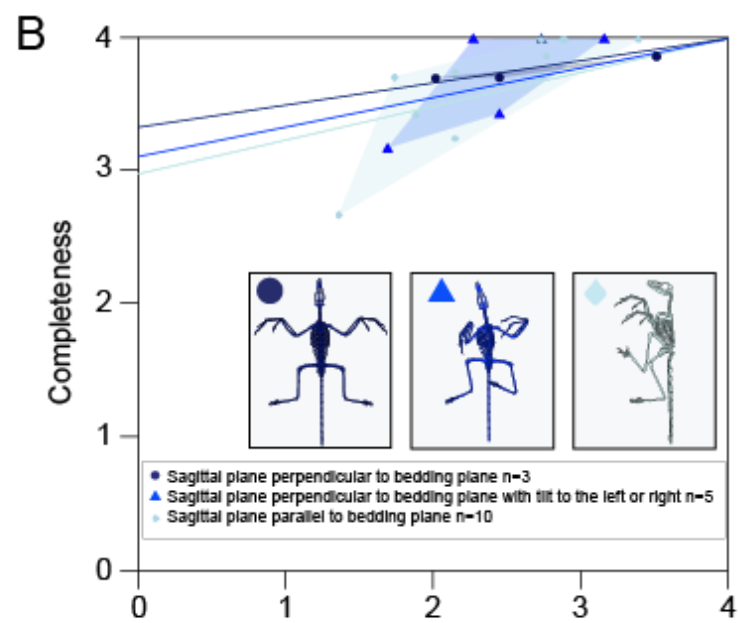 B
4
3
2
1
0
Completeness
Sagittal plane perpendicular to bedding plane n=3
Sagittal plane perpendicular to bedding plane with tilt to the left or right n=5
Sagittal plane parallel to bedding plane n=10
0 1 2 3 4